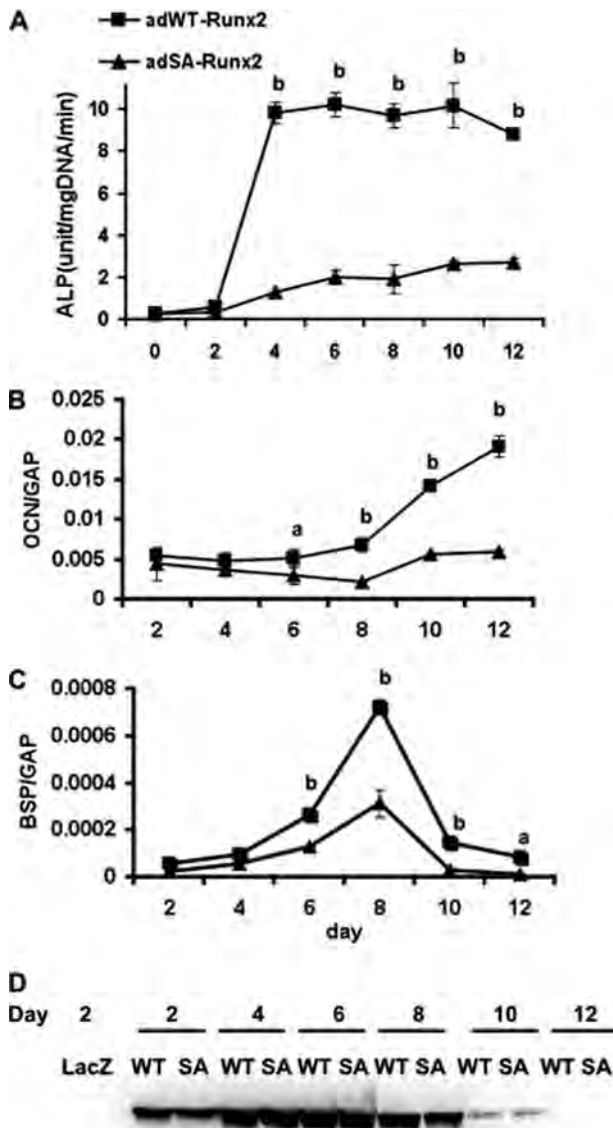 A
adWT-Runx2
adSA-Runx2
ALP(unit/mgDNA/min)
10
8
6
4
2
0
b b b b b
0 2 4 6 8 10 12
B
OCN/GAP
0.025
0.02
0.015
0.01
0.005
0
a b b b
2 4 6 8 10 12
C
BSP/GAP
0.0008
0.0006
0.0004
0.0002
0
b b b a
2 4 6 8 10 12
day
D
Day 2 2 4 6 8 10 12
LacZ WT SA WT SA WT SA WT SA WT SA WT SA